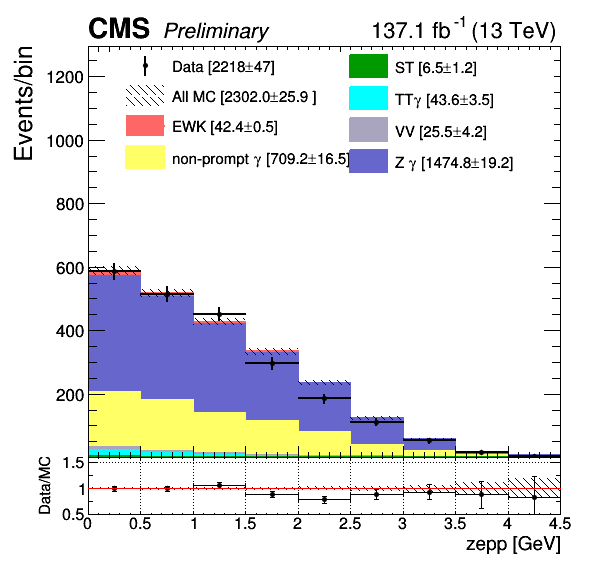 CMS Preliminary 137.1 fb⁻¹ (13 TeV)
Events/bin
Data [2218±47]
All MC [2302.0±25.9 ]
EWK [42.4±0.5]
non-prompt γ [709.2±16.5]
ST [6.5±1.2]
TTγ [43.6±3.5]
VV [25.5±4.2]
Z γ [1474.8±19.2]
1200
1000
800
600
400
200
Data/MC
1.5
1
0.5
0 0.5 1 1.5 2 2.5 3 3.5 4 4.5
zepp [GeV]